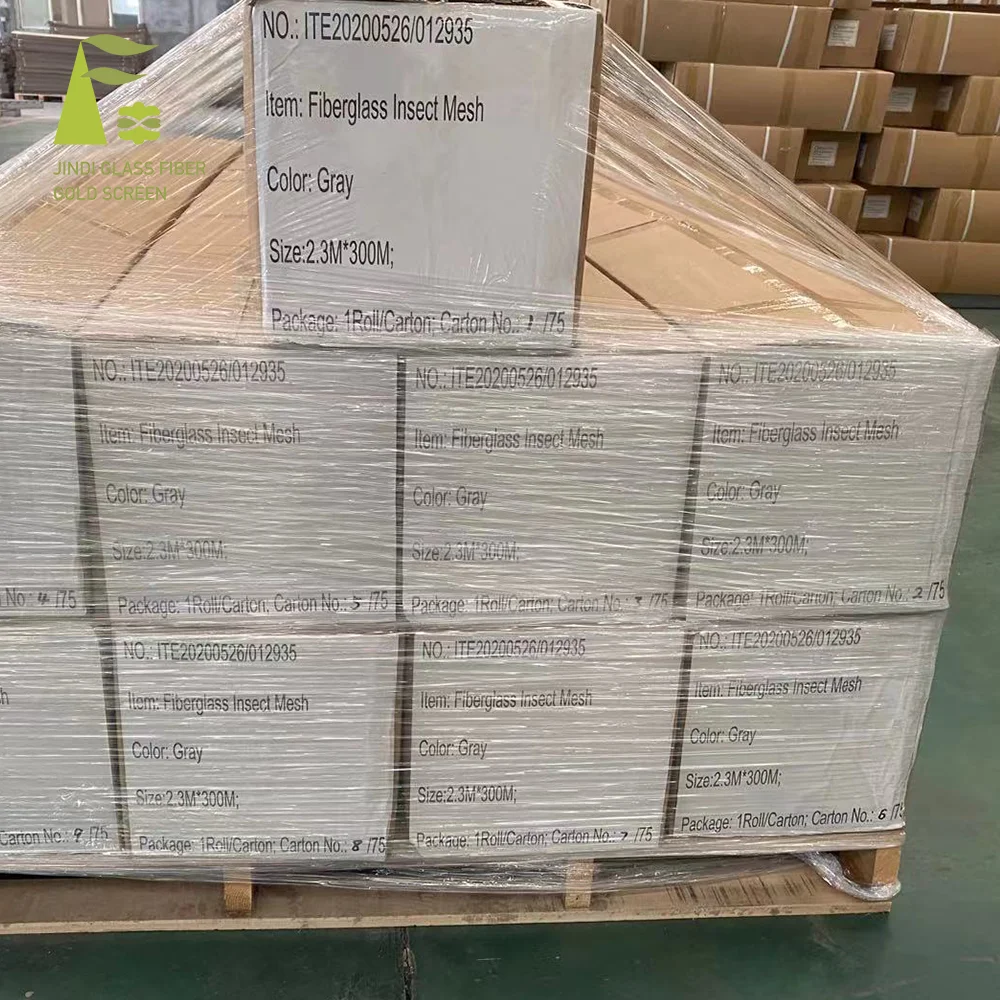 JINDI GLASS FIBER
GOLD SCREEN
NO.: ITE20200526/012935
Item: Fiberglass Insect Mesh
Color: Gray
Size:2.3M*300M;
Package: 1Roll/Carton; Carton No.: 1 /75
No.: 4 /75
NO.: ITE20200526/012935
Item: Fiberglass Insect Mesh
Color: Gray
Size:2.3M*300M;
Package: 1Roll/Carton; Carton No.: 5 /75
NO.: ITE20200526/012935
Item: Fiberglass Insect Mesh
Color: Gray
Size:2.3M*300M;
Package: 1Roll/Carton; Carton No.: 3 /75
NO.: ITE20200526/012935
Item: Fiberglass Insect Mesh
Color: Gray
Size:2.3M*300M;
Package: 1Roll/Carton; Carton No.: 2 /75
Carton No.: 9 /75
NO.: ITE20200526/012935
Item: Fiberglass Insect Mesh
Color: Gray
Size:2.3M*300M;
Package: 1Roll/Carton; Carton No.: 8 /75
NO.: ITE20200526/012935
Item: Fiberglass Insect Mesh
Color: Gray
Size:2.3M*300M;
Package: 1Roll/Carton; Carton No.: 7 /75
NO.: ITE20200526/012935
Item: Fiberglass Insect Mesh
Color: Gray
Size:2.3M*300M;
Package: 1Roll/Carton; Carton No.: 6 /75